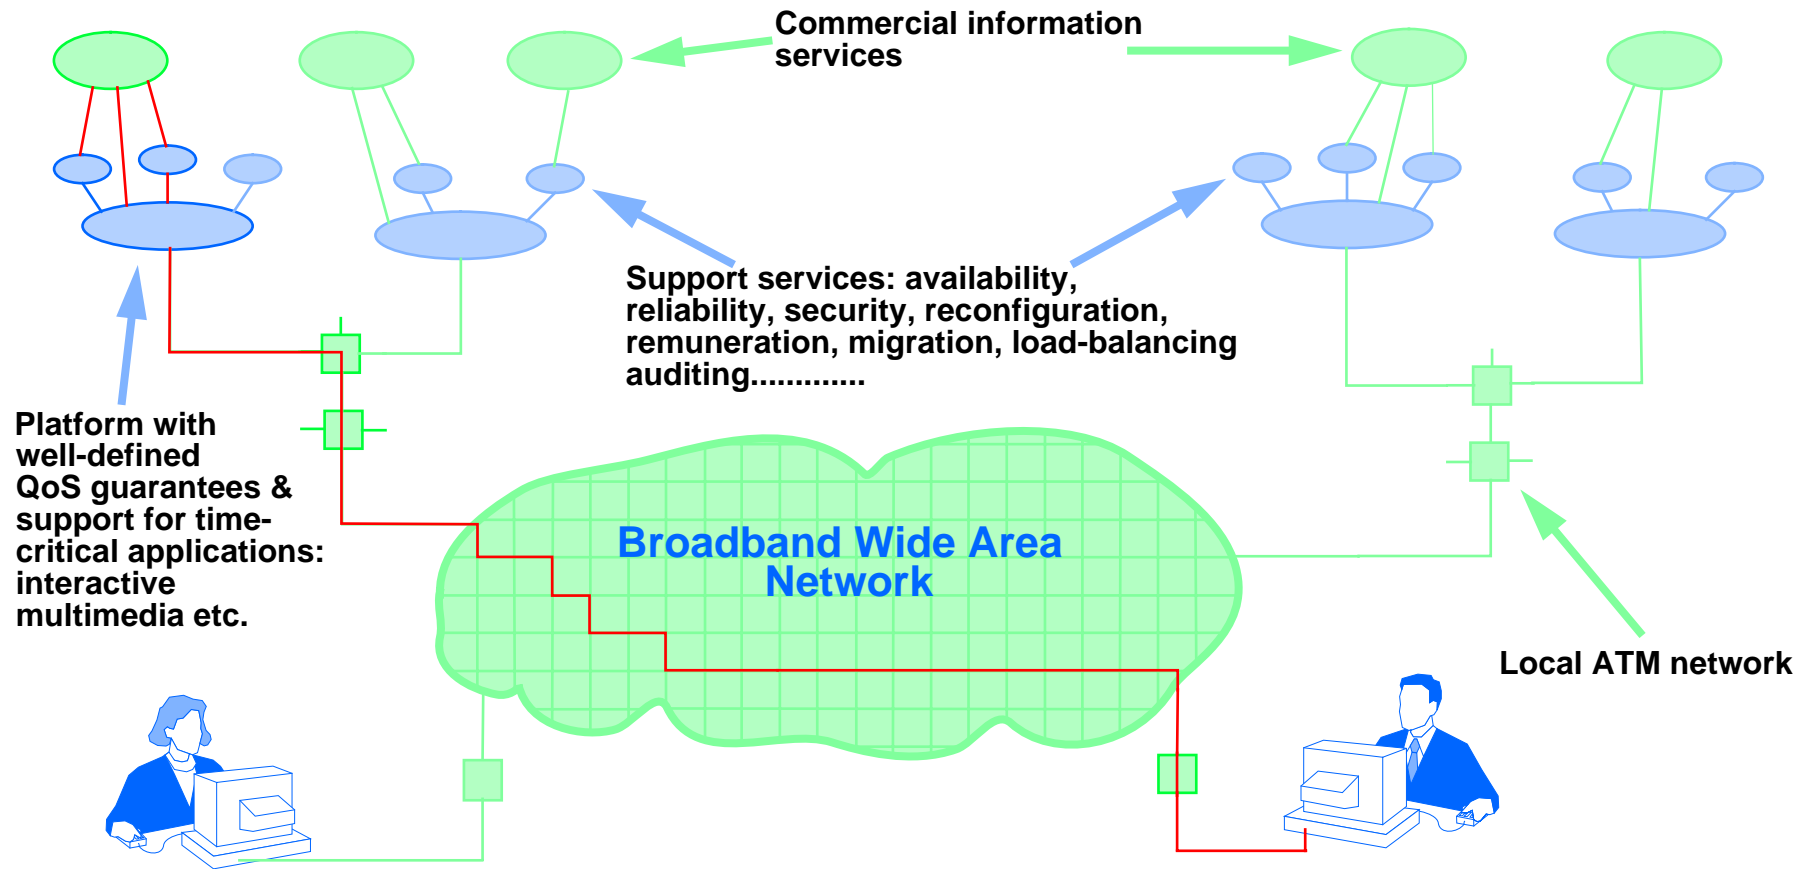 Commercial information
services
Support services: availability,
reliability, security, reconfiguration,
remuneration, migration, load-balancing
auditing.............
Platform with
well-defined
QoS guarantees &
support for time-
critical applications:
interactive
multimedia etc.
Broadband Wide Area
Network
Local ATM network